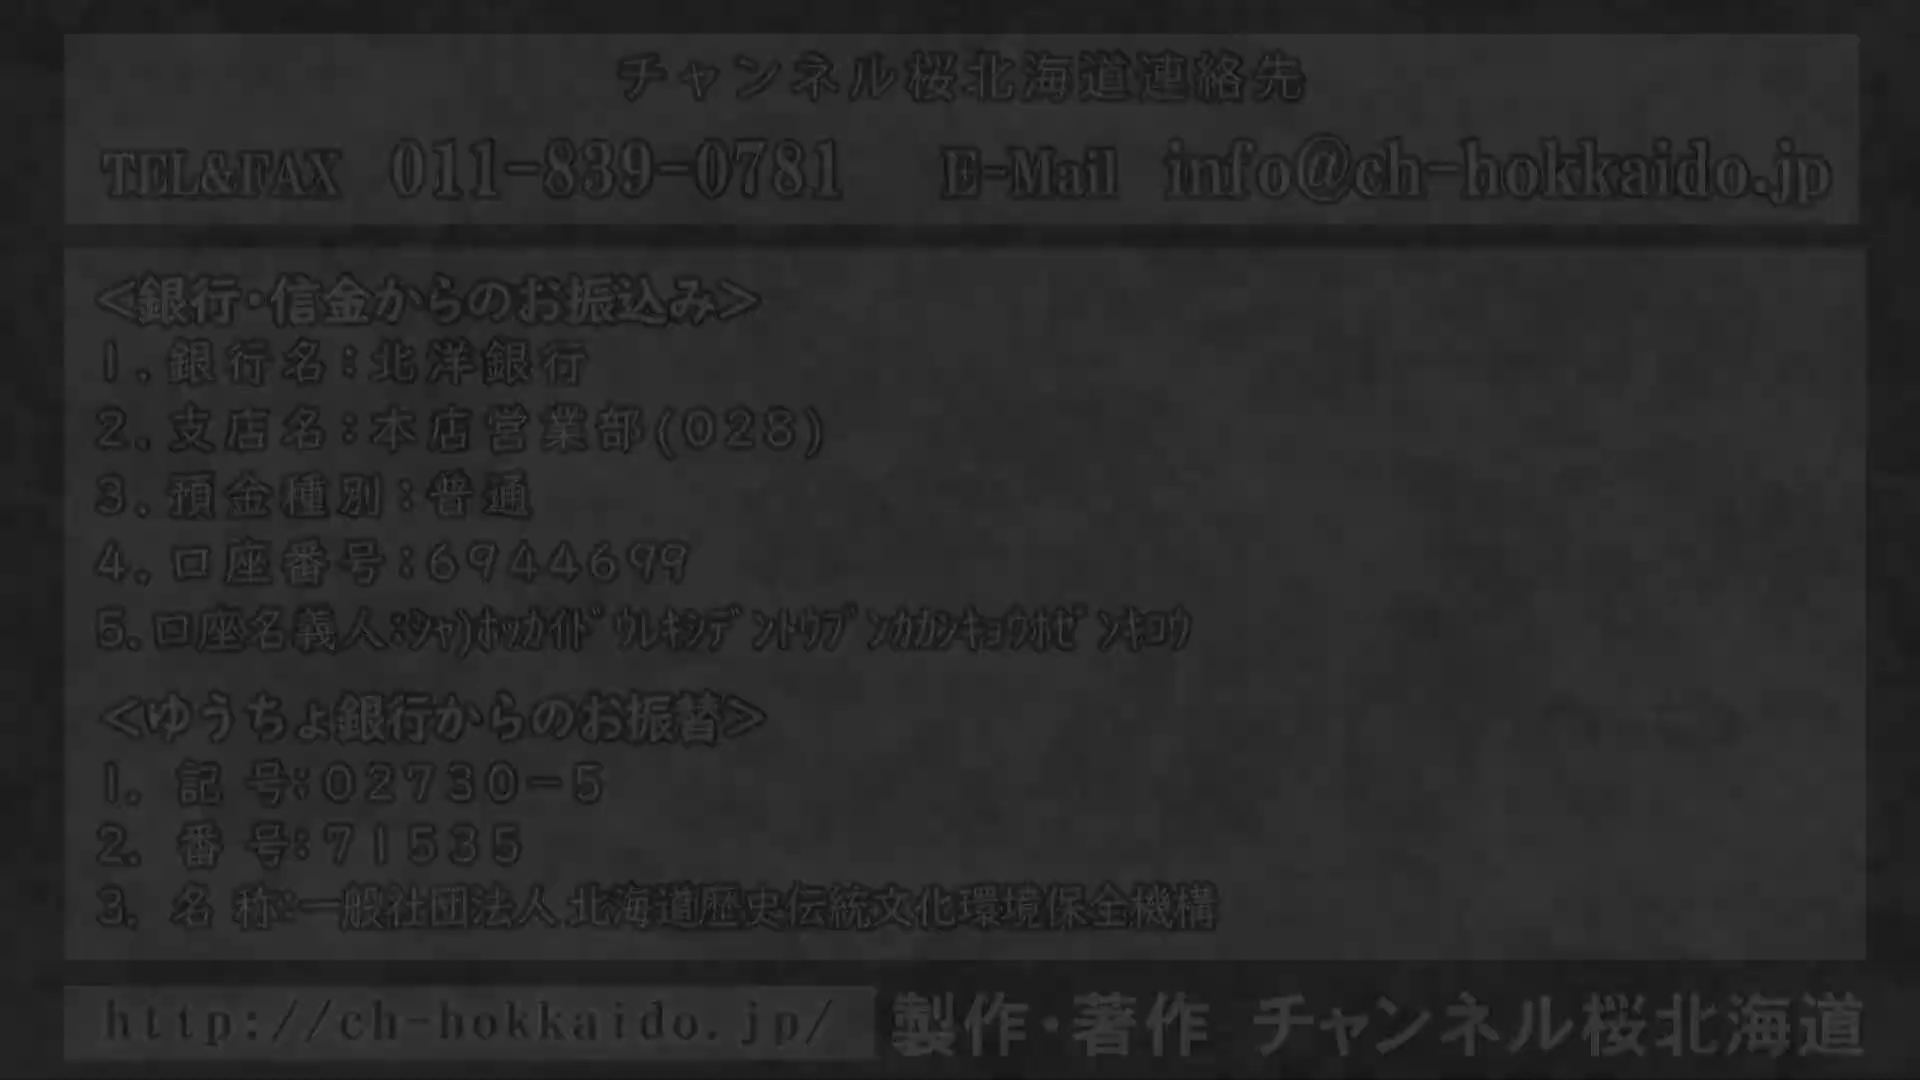 チャンネル桜北海道連絡先
TEL&FAX 011-839-0781 E-Mail info@ch-hokkaido.jp
<銀行・信金からのお振込み>
1.銀行名:北洋銀行
2.支店名:本店営業部(028)
3.預金種別:普通
4.口座番号:6944699
5.口座名義人:シャ)ホッカイドウレキシデントウブンカカンキョウホゼンキコウ
<ゆうちょ銀行からのお振替>
1. 記 号:02730-5
2. 番 号:71535
3. 名 称:一般社団法人 北海道歴史伝統文化環境保全機構
http://ch-hokkaido.jp/ 製作・著作 チャンネル桜北海道